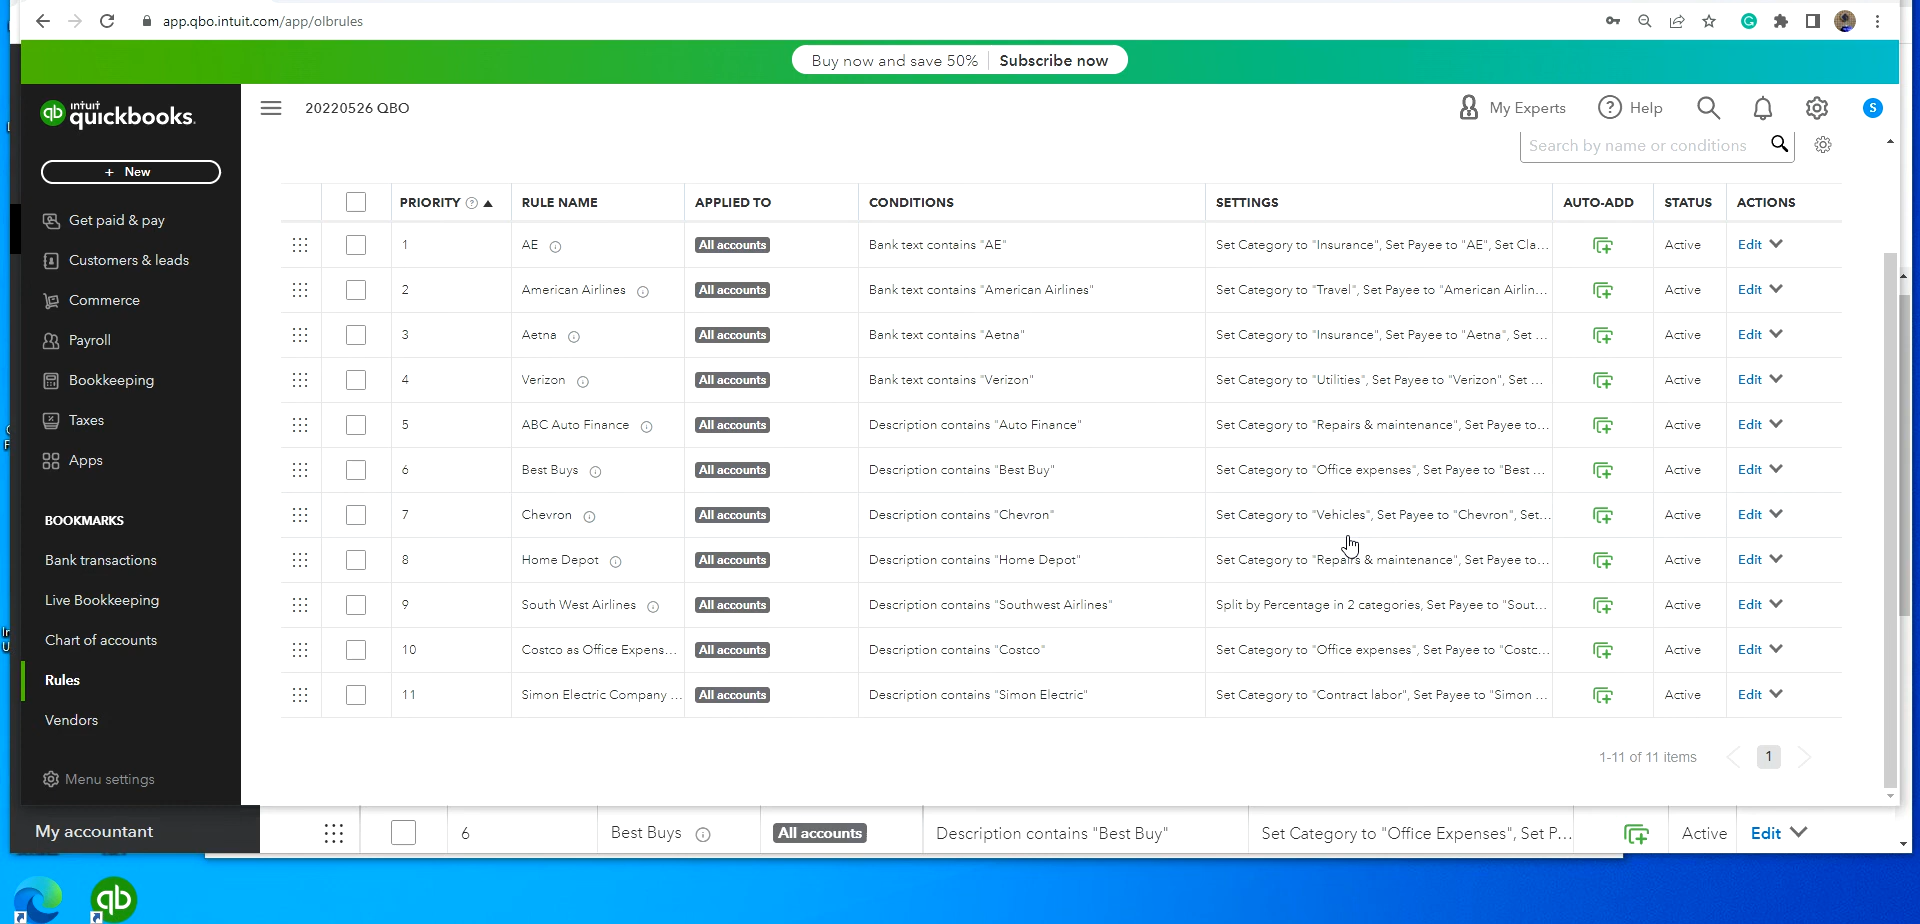 app.qbo.intuit.com/app/olbrules
Buy now and save 50% Subscribe now
intuit quickbooks.
20220526 QBO
My Experts
Help
S
+ New
Search by name or conditions
Get paid & pay
Customers & leads
Commerce
Payroll
Bookkeeping
Taxes
Apps
BOOKMARKS
Bank transactions
Live Bookkeeping
Chart of accounts
Rules
Vendors
Menu settings
PRIORITY RULE NAME APPLIED TO CONDITIONS SETTINGS AUTO-ADD STATUS ACTIONS
1 AE All accounts Bank text contains "AE" Set Category to "Insurance", Set Payee to "AE", Set Cla... Active Edit
2 American Airlines All accounts Bank text contains "American Airlines" Set Category to "Travel", Set Payee to "American Airlin... Active Edit
3 Aetna All accounts Bank text contains "Aetna" Set Category to "Insurance", Set Payee to "Aetna", Set ... Active Edit
4 Verizon All accounts Bank text contains "Verizon" Set Category to "Utilities", Set Payee to "Verizon", Set ... Active Edit
5 ABC Auto Finance All accounts Description contains "Auto Finance" Set Category to "Repairs & maintenance", Set Payee to... Active Edit
6 Best Buys All accounts Description contains "Best Buy" Set Category to "Office expenses", Set Payee to "Best ... Active Edit
7 Chevron All accounts Description contains "Chevron" Set Category to "Vehicles", Set Payee to "Chevron", Set... Active Edit
8 Home Depot All accounts Description contains "Home Depot" Set Category to "Repairs & maintenance", Set Payee to... Active Edit
9 South West Airlines All accounts Description contains "Southwest Airlines" Split by Percentage in 2 categories, Set Payee to "Sout... Active Edit
10 Costco as Office Expens... All accounts Description contains "Costco" Set Category to "Office expenses", Set Payee to "Costc... Active Edit
11 Simon Electric Company ... All accounts Description contains "Simon Electric" Set Category to "Contract labor", Set Payee to "Simon ... Active Edit
1-11 of 11 items 1
My accountant
6 Best Buys All accounts Description contains "Best Buy" Set Category to "Office Expenses", Set P... Active Edit
qb